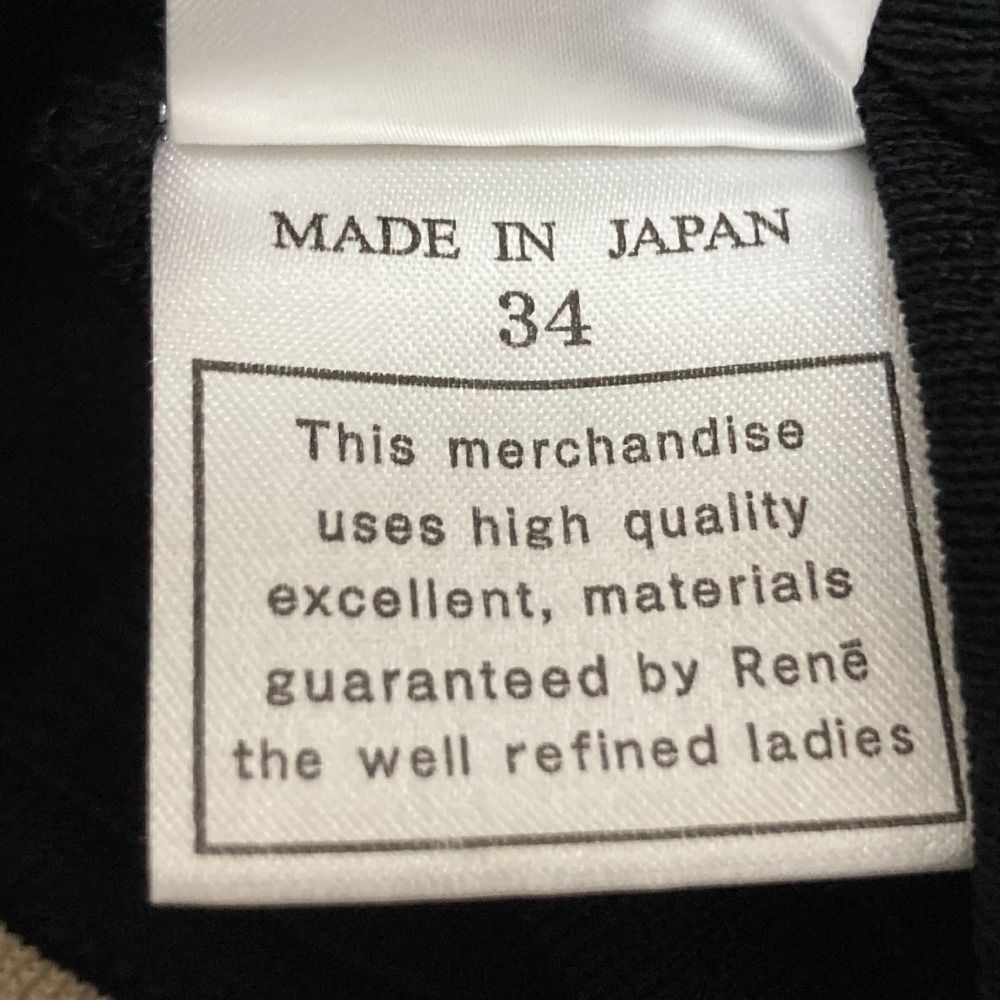 MADE IN JAPAN
34
This merchandise
uses high quality
excellent, materials
guaranteed by Renē
the well refined ladies